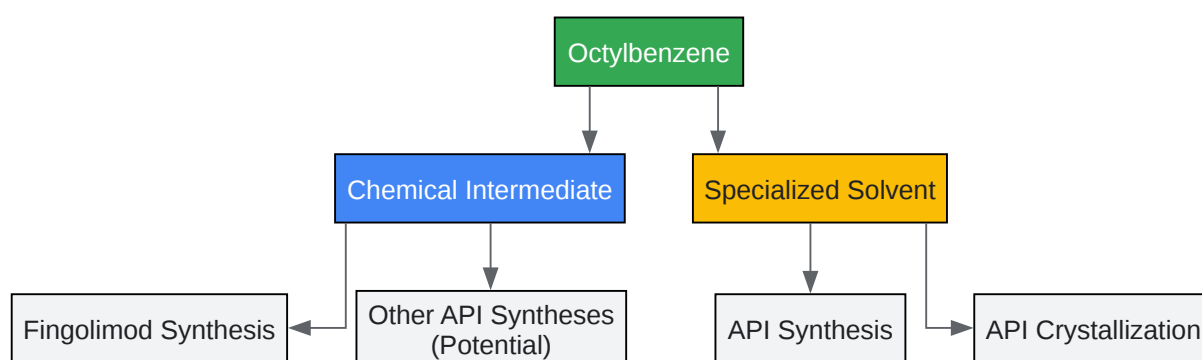 Octylbenzene
Chemical Intermediate
Specialized Solvent
Fingolimod Synthesis
Other API Syntheses
(Potential)
API Synthesis
API Crystallization